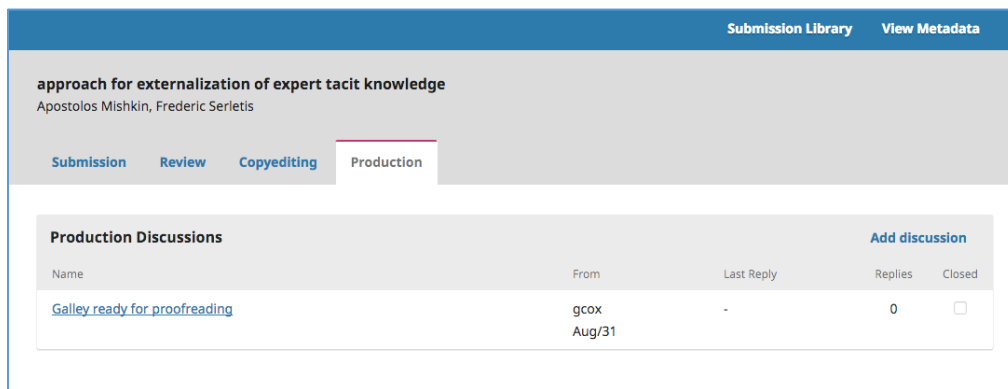 Submission Library View Metadata
approach for externalization of expert tacit knowledge
Apostolos Mishkin, Frederic Serletis
Submission Review Copyediting Production
Production Discussions Add discussion
Name From Last Reply Replies Closed
Galley ready for proofreading gcox - 0
Aug/31